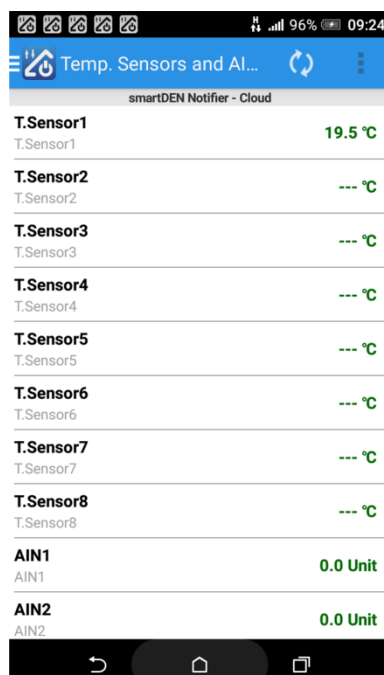 H 96% 09:24
Temp. Sensors and AI...
smartDEN Notifier - Cloud
T.Sensor1
T.Sensor1
19.5 °C
T.Sensor2
T.Sensor2
--- °C
T.Sensor3
T.Sensor3
--- °C
T.Sensor4
T.Sensor4
--- °C
T.Sensor5
T.Sensor5
--- °C
T.Sensor6
T.Sensor6
--- °C
T.Sensor7
T.Sensor7
--- °C
T.Sensor8
T.Sensor8
--- °C
AIN1
AIN1
0.0 Unit
AIN2
AIN2
0.0 Unit